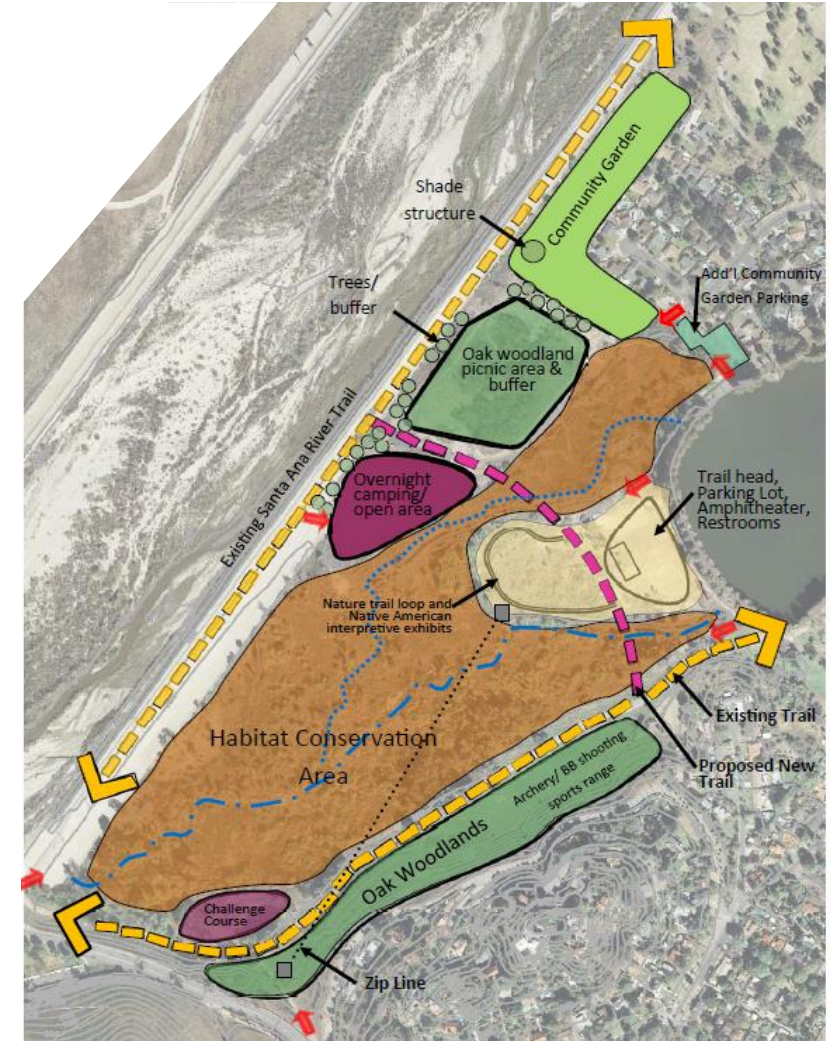 Community Garden
Shade
structure
Add'l Community
Garden Parking
Trees/
buffer
Oak woodland
picnic area &
buffer
Existing Santa Ana River Trail
Overnight
camping/
open area
Trail head,
Parking Lot,
Amphitheater,
Restrooms
Nature trail loop and
Native American
interpretive exhibits
Existing Trail
Habitat Conservation
Area
Proposed New
Trail
Archery/ BB shooting
sports range
Oak Woodlands
Challenge
Course
Zip Line